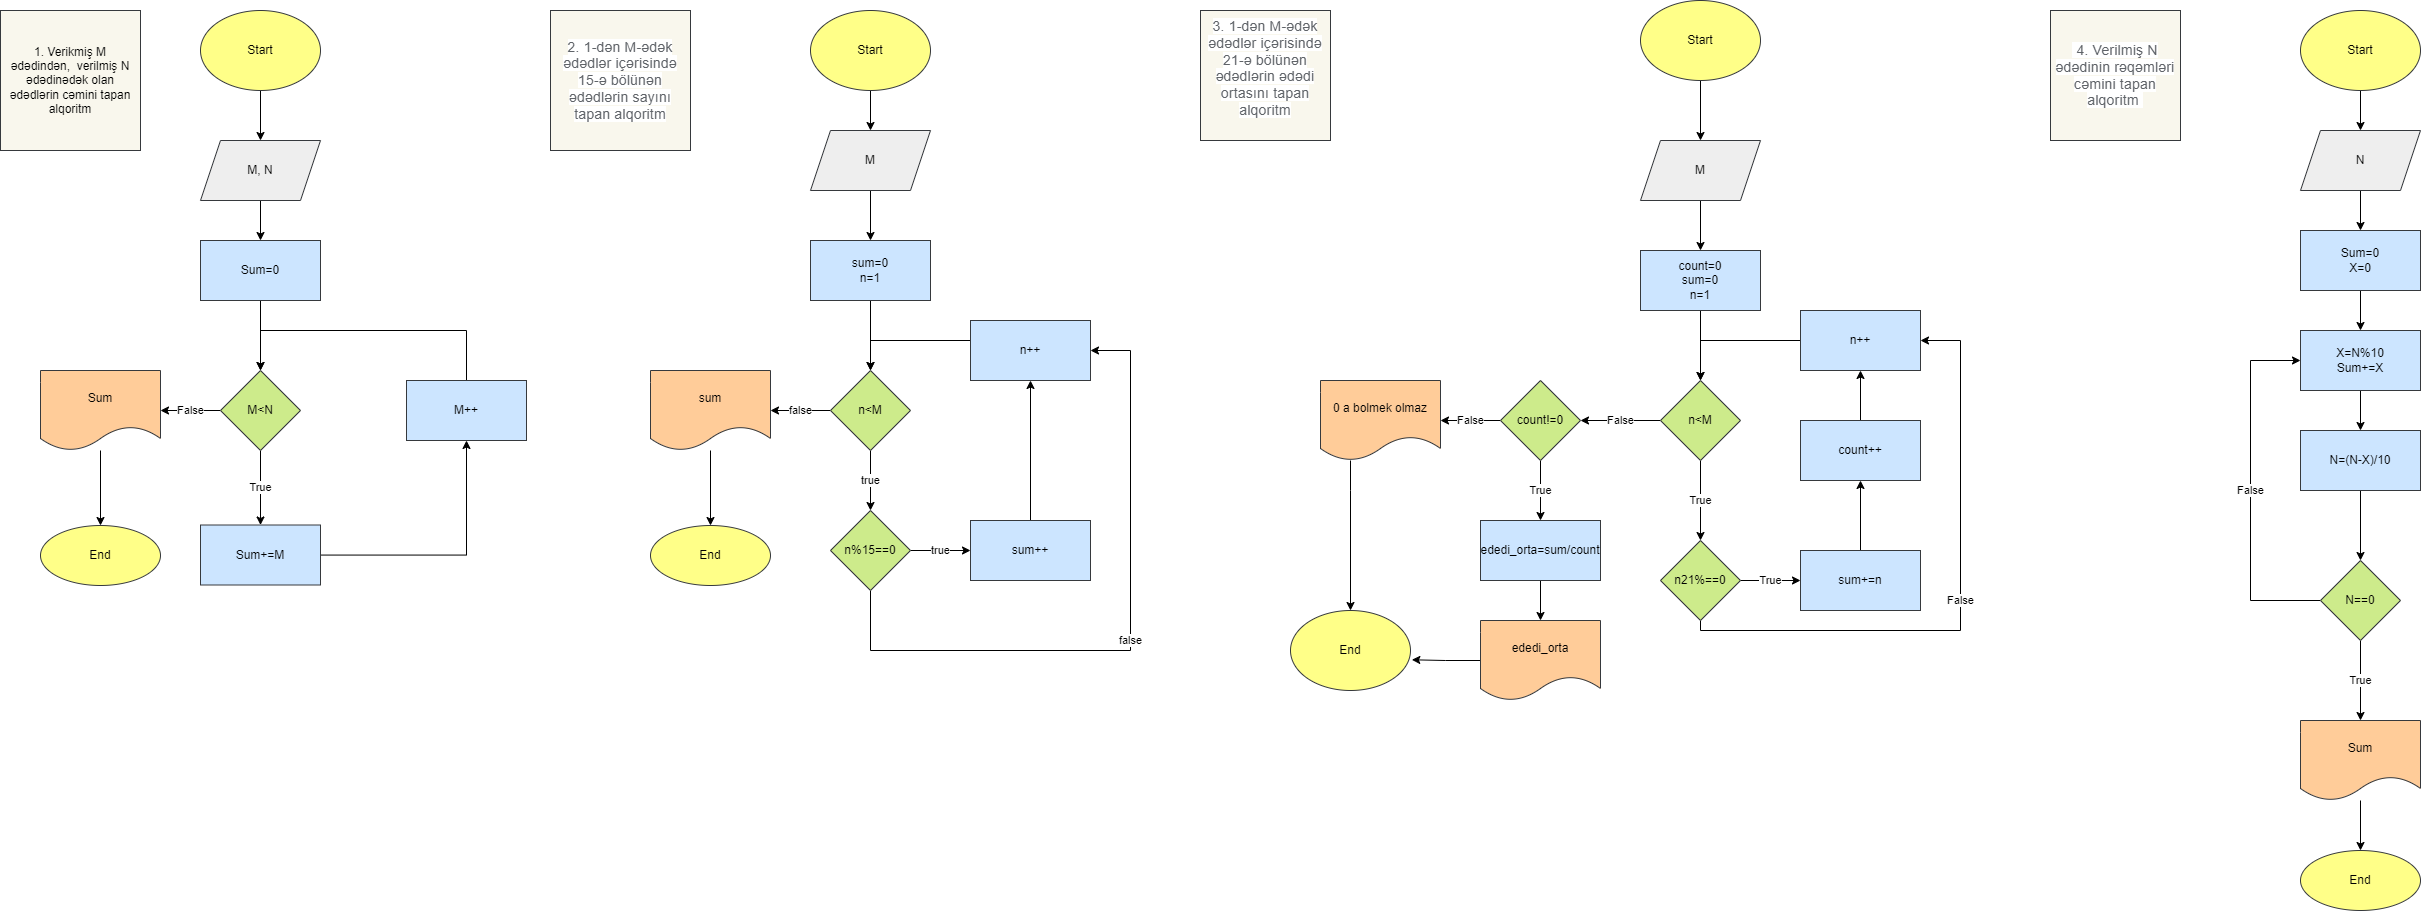 1. Verikmiş M
ədədindən,  verilmiş N
ədədinədək olan
ədədlərin cəmini tapan
alqoritm
Start
M, N
Sum=0
M<N
False
Sum
End
True
Sum+=M
M++
2. 1-dən M-ədək
ədədlər içərisində
15-ə bölünən
ədədlərin sayını
tapan alqoritm
Start
M
sum=0
n=1
n++
n<M
false
sum
End
true
n%15==0
true
sum++
false
3. 1-dən M-ədək
ədədlər içərisində
21-ə bölünən
ədədlərin ədədi
ortasını tapan
alqoritm
Start
M
count=0
sum=0
n=1
n++
n<M
False
count!=0
False
0 a bolmek olmaz
True
ededi_orta=sum/count
ededi_orta
End
True
n21%==0
True
sum+=n
count++
False
4. Verilmiş N
ədədinin rəqəmləri
cəmini tapan
alqoritm
Start
N
Sum=0
X=0
X=N%10
Sum+=X
N=(N-X)/10
False
N==0
True
Sum
End